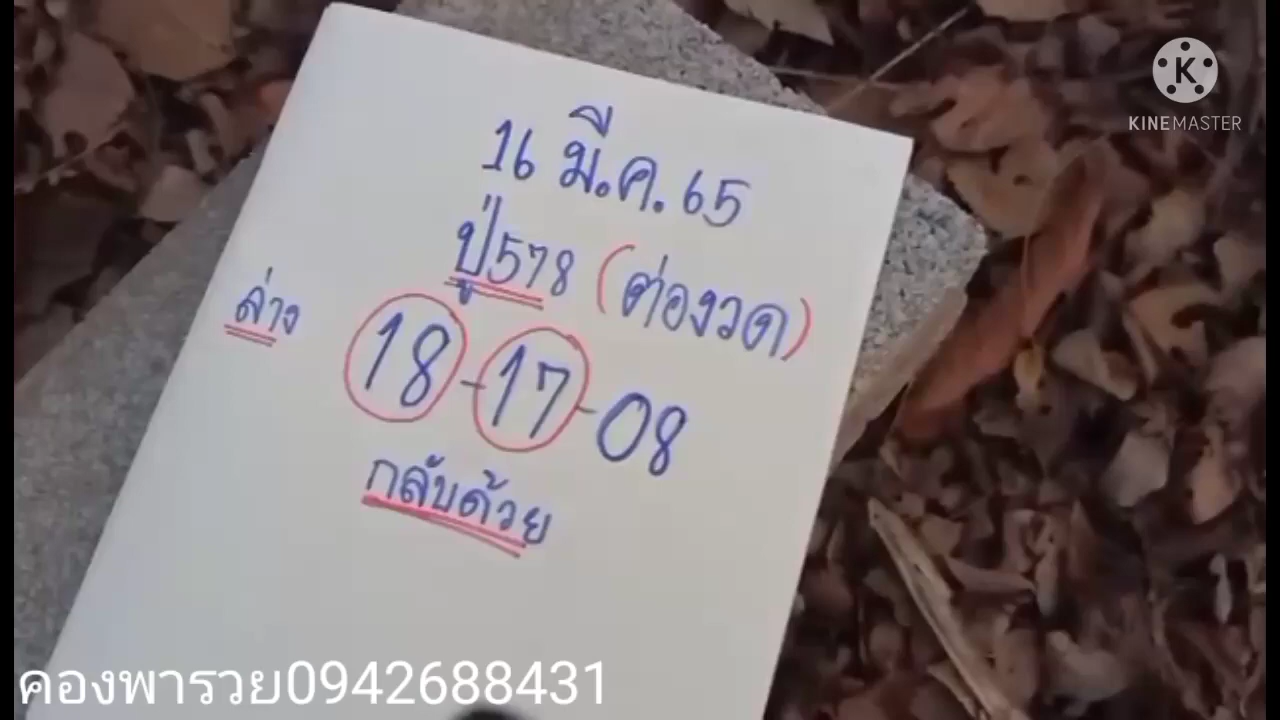 KINEMASTER
16 มี.ค.65
ปู่578 (ต่องวด)
ล่าง 18-17-08
กลับด้วย
คองพารวย0942688431